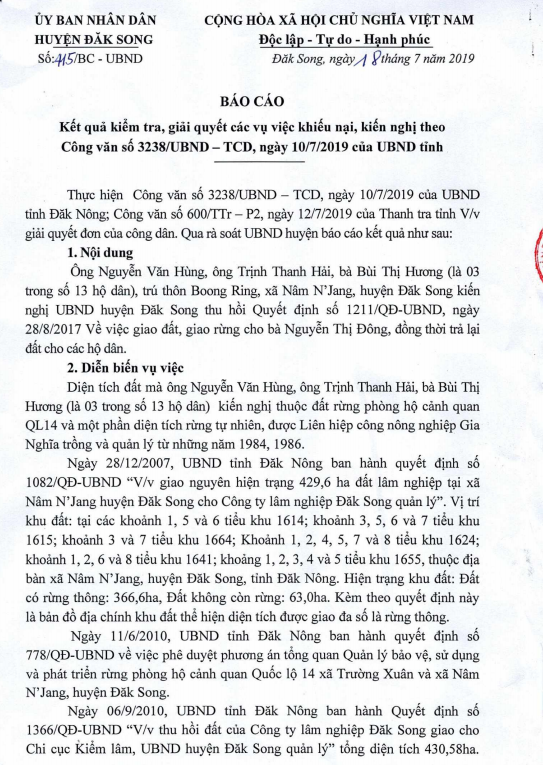 ỦY BAN NHÂN DÂN
HUYỆN ĐĂK SONG
Số:415/BC - UBND
CỘNG HÒA XÃ HỘI CHỦ NGHĨA VIỆT NAM
Độc lập - Tự do - Hạnh phúc
Đăk Song, ngày 18 tháng 7 năm 2019
BÁO CÁO
Kết quả kiểm tra, giải quyết các vụ việc khiếu nại, kiến nghị theo
Công văn số 3238/UBND – TCD, ngày 10/7/2019 của UBND tỉnh
Thực hiện Công văn số 3238/UBND – TCD, ngày 10/7/2019 của UBND
tỉnh Đăk Nông; Công văn số 600/TTr – P2, ngày 12/7/2019 của Thanh tra tỉnh V/v
giải quyết đơn của công dân. Qua rà soát UBND huyện báo cáo kết quả như sau:
1. Nội dung
Ông Nguyễn Văn Hùng, ông Trịnh Thanh Hải, bà Bùi Thị Hương (là 03
trong số 13 hộ dân), trú thôn Boong Ring, xã Nâm N’Jang, huyện Đăk Song kiến
nghị UBND huyện Đăk Song thu hồi Quyết định số 1211/QĐ-UBND, ngày
28/8/2017 Về việc giao đất, giao rừng cho bà Nguyễn Thị Đông, đồng thời trả lại
đất cho các hộ dân.
2. Diễn biến vụ việc
Diện tích đất mà ông Nguyễn Văn Hùng, ông Trịnh Thanh Hải, bà Bùi Thị
Hương (là 03 trong số 13 hộ dân) kiến nghị thuộc đất rừng phòng hộ cảnh quan
QL14 và một phần diện tích rừng tự nhiên, được Liên hiệp công nông nghiệp Gia
Nghĩa trồng và quản lý từ những năm 1984, 1986.
Ngày 28/12/2007, UBND tỉnh Đăk Nông ban hành quyết định số
1082/QĐ-UBND “V/v giao nguyên hiện trạng 429,6 ha đất lâm nghiệp tại xã
Nâm N’Jang huyện Đăk Song cho Công ty lâm nghiệp Đăk Song quản lý”. Vị trí
khu đất: tại các khoảnh 1, 5 và 6 tiểu khu 1614; khoảnh 3, 5, 6 và 7 tiểu khu
1615; khoảnh 3 và 7 tiểu khu 1664; Khoảnh 1, 2, 4, 5, 7 và 8 tiểu khu 1624;
khoảnh 1, 2, 6 và 8 tiểu khu 1641; khoảng 1, 2, 3, 4 và 5 tiểu khu 1655, thuộc địa
bàn xã Nâm N’Jang, huyện Đăk Song, tỉnh Đăk Nông. Hiện trạng khu đất: Đất
có rừng thông: 366,6ha, Đất không còn rừng: 63,0ha. Kèm theo quyết định này
là bản đồ địa chính khu đất thể hiện diện tích được giao đa số là rừng thông.
Ngày 11/6/2010, UBND tỉnh Đăk Nông ban hành quyết định số
778/QĐ-UBND về việc phê duyệt phương án tổng quan Quản lý bảo vệ, sử dụng
và phát triển rừng phòng hộ cảnh quan Quốc lộ 14 xã Trường Xuân và xã Nâm
N’Jang, huyện Đăk Song.
Ngày 06/9/2010, UBND tỉnh Đăk Nông ban hành Quyết định số
1366/QĐ-UBND “V/v thu hồi đất của Công ty lâm nghiệp Đăk Song giao cho
Chi cục Kiểm lâm, UBND huyện Đăk Song quản lý” tổng diện tích 430,58ha.